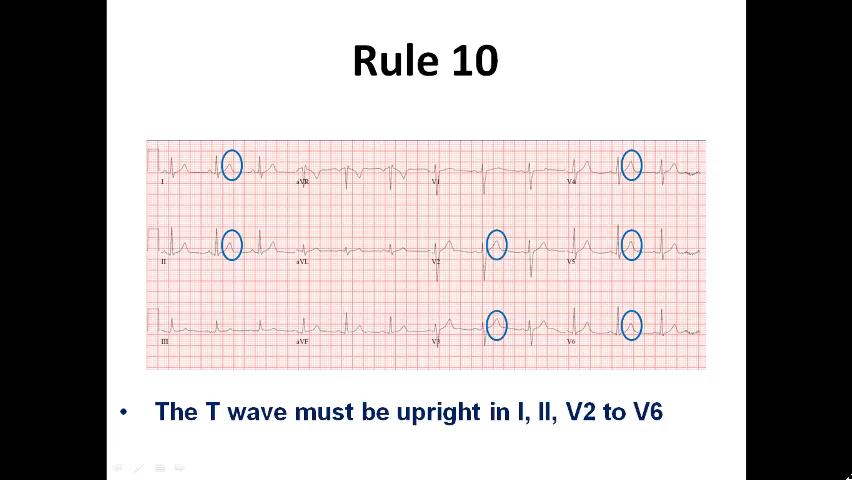 Rule 10
I aVR V1 V4
II aVL V2 V5
III aVF V3 V6
• The T wave must be upright in I, II, V2 to V6